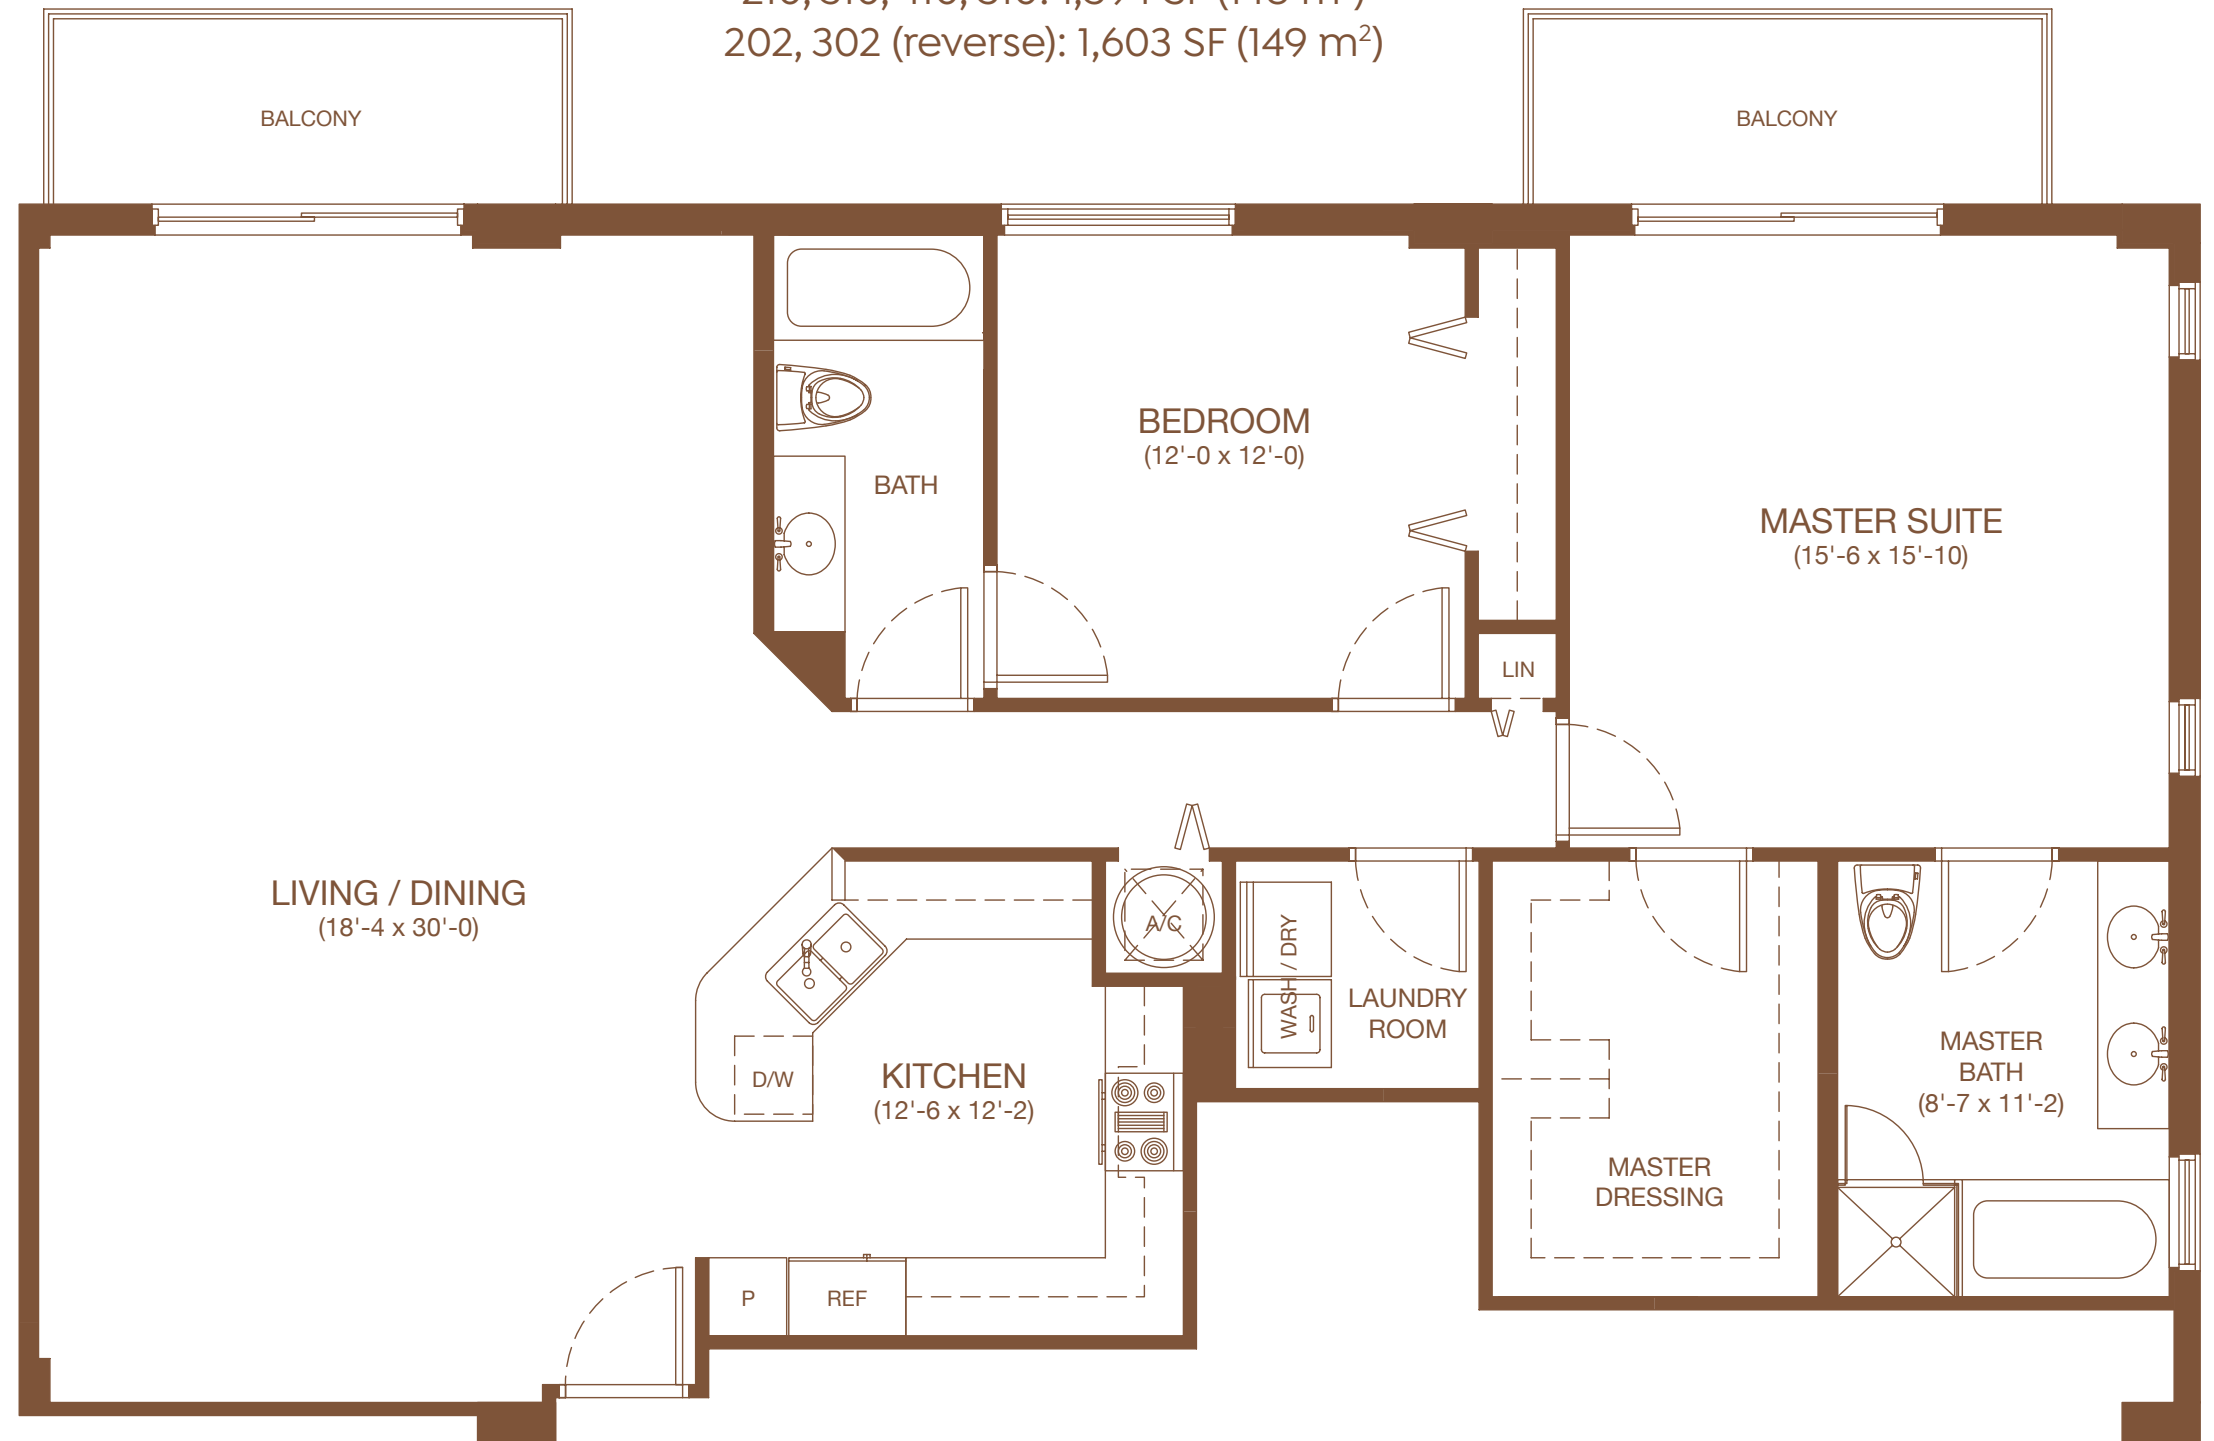 202, 302 (reverse): 1,603 SF (149 m²)
BALCONY
BALCONY
BEDROOM
(12'-0 x 12'-0)
BATH
MASTER SUITE
(15'-6 x 15'-10)
LIN
LIVING / DINING
(18'-4 x 30'-0)
A/C
WASH / DRY
LAUNDRY
ROOM
D/W
KITCHEN
(12'-6 x 12'-2)
MASTER
BATH
(8'-7 x 11'-2)
MASTER
DRESSING
P
REF